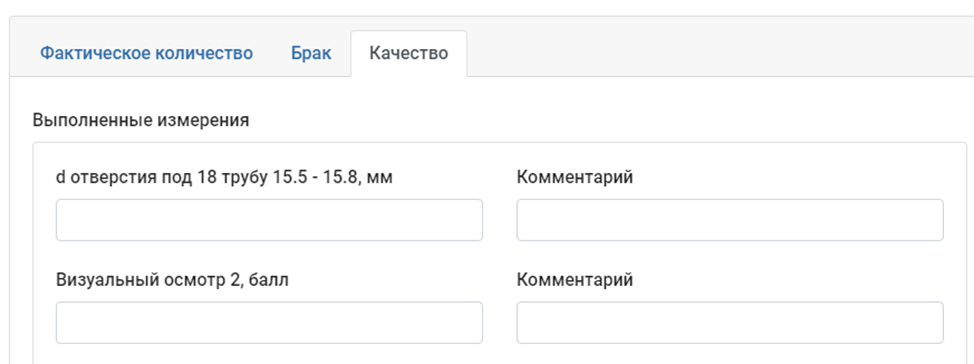 Фактическое количество Брак Качество
Выполненные измерения
d отверстия под 18 трубу 15.5 - 15.8, мм Комментарий
Визуальный осмотр 2, балл Комментарий